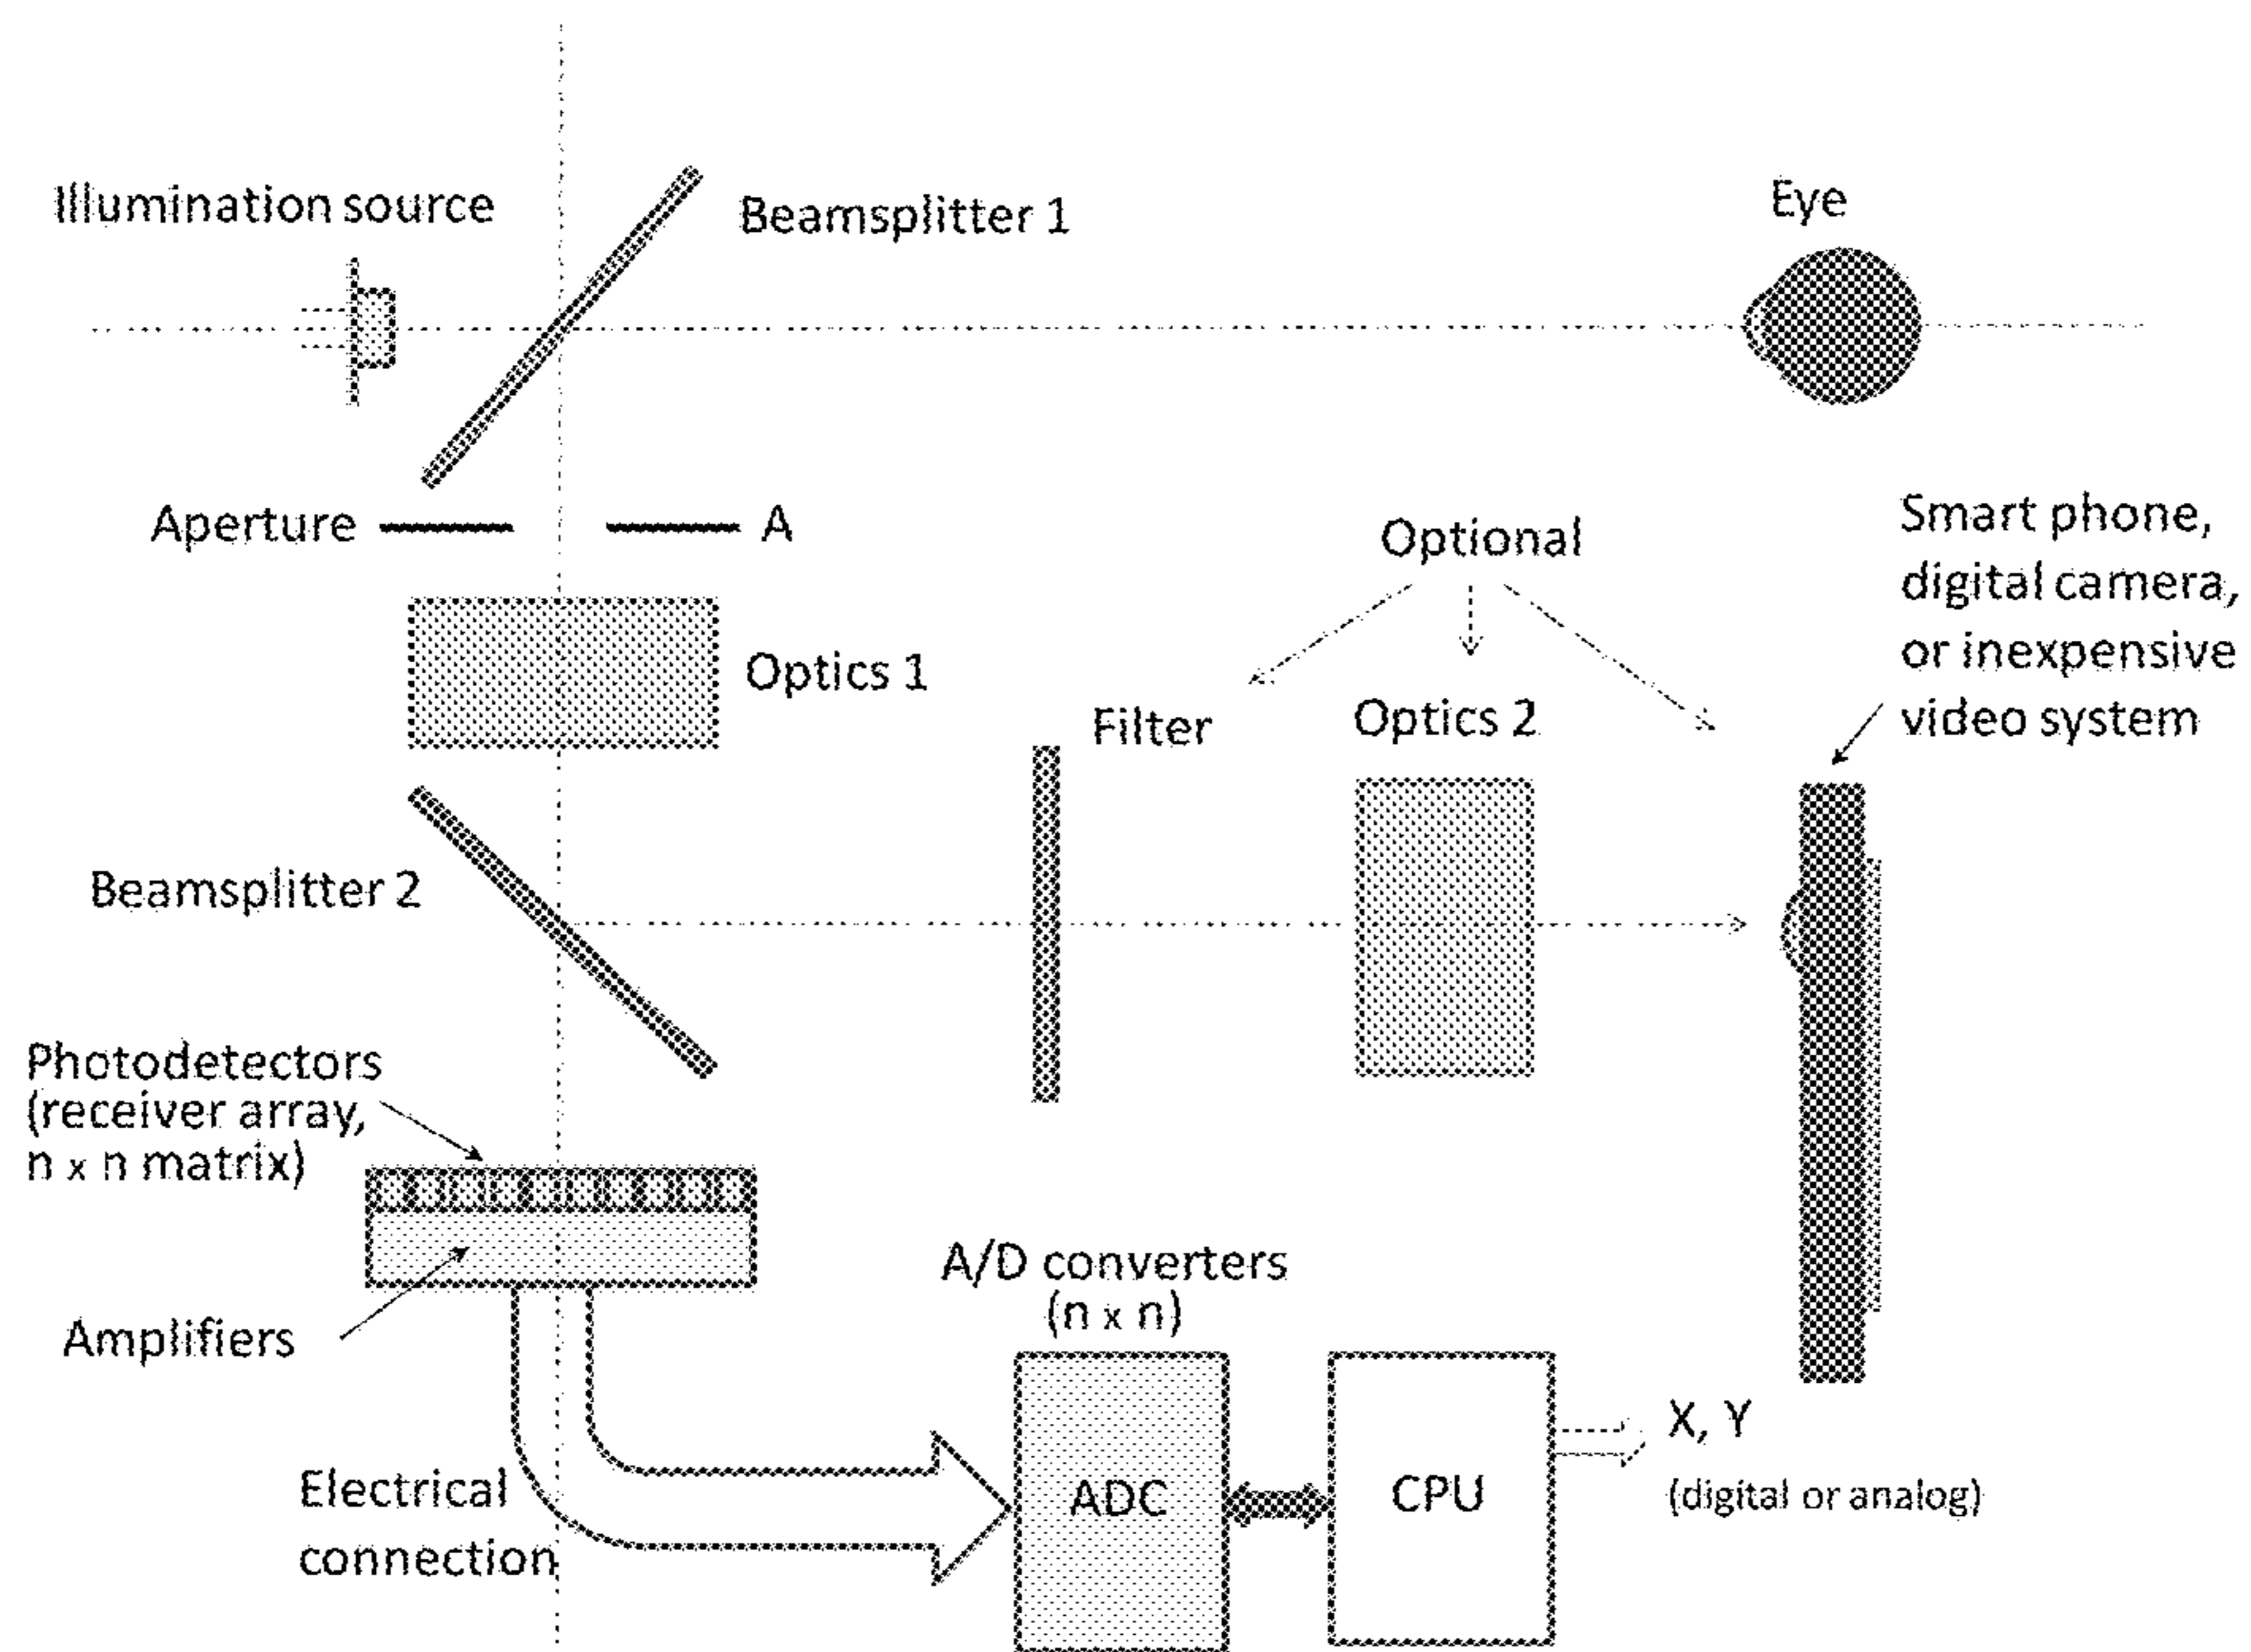 Illumination source
Beamsplitter 1
Eye
Aperture
A
Optional
Smart phone,
digital camera,
or inexpensive
video system
Optics 1
Filter
Optics 2
Beamsplitter 2
Photodetectors
(receiver array,
n x n matrix)
Amplifiers
A/D converters
(n x n)
Electrical
connection
ADC
CPU
X, Y
(digital or analog)